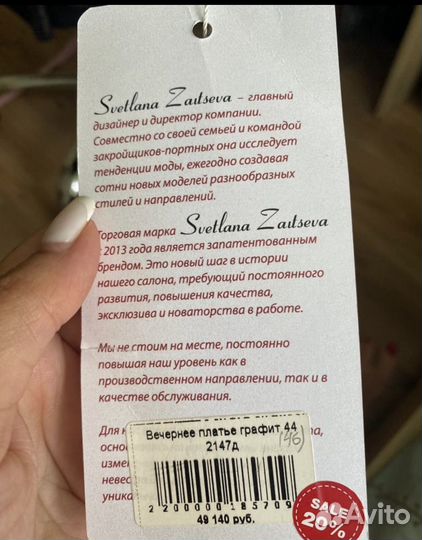 Svetlana Zaitseva – главный
дизайнер и директор компании.
Совместно со своей семьей и командой
закройщиков-портных она исследует
тенденции моды, ежегодно создавая
сотни новых моделей разнообразных
стилей и направлений.
Торговая марка Svetlana Zaitseva
с 2013 года является запатентованным
брендом. Это новый шаг в истории
нашего салона, требующий постоянного
развития, повышения качества,
эксклюзива и новаторства в работе.
Мы не стоим на месте, постоянно
повышая наш уровень как в
производственном направлении, так и в
качестве обслуживания.
Для
Вечернее платье графит 44
(46)
2147д
2200000185709
49 140 руб.
SALE
20%
Avito